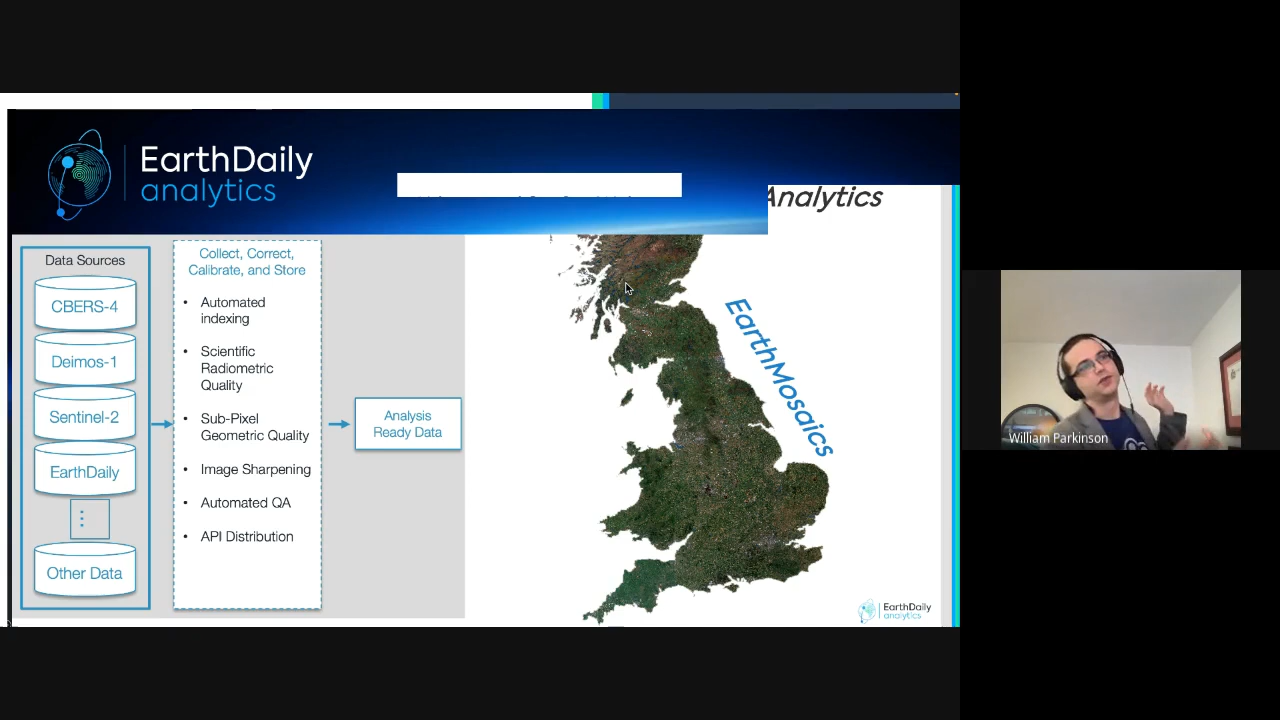 EarthDaily
analytics
Analytics
Data Sources
CBERS-4
Deimos-1
Sentinel-2
EarthDaily
Other Data
Collect, Correct,
Calibrate, and Store
• Automated
indexing
• Scientific
Radiometric
Quality
• Sub-Pixel
Geometric Quality
• Image Sharpening
• Automated QA
• API Distribution
Analysis
Ready Data
EarthMosaics
EarthDaily
analytics
William Parkinson